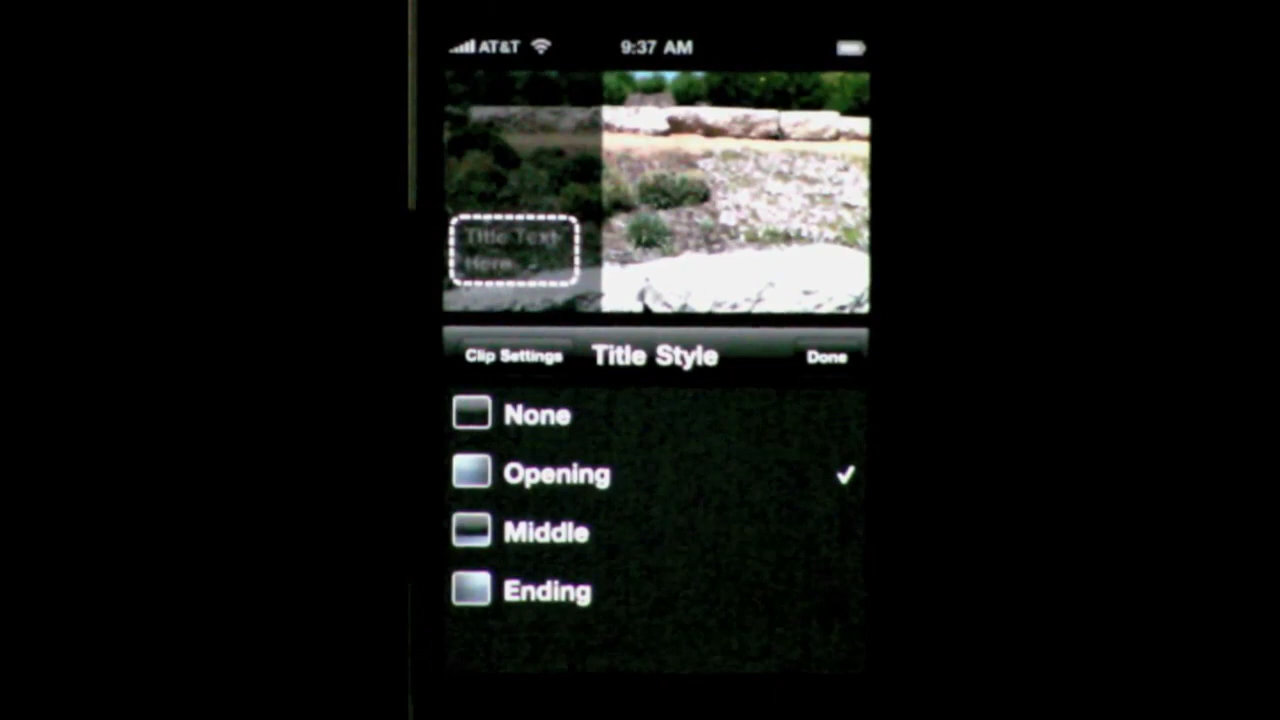 AT&T 9:37 AM
Title Text
Here
Clip Settings Title Style Done
None
Opening
Middle
Ending